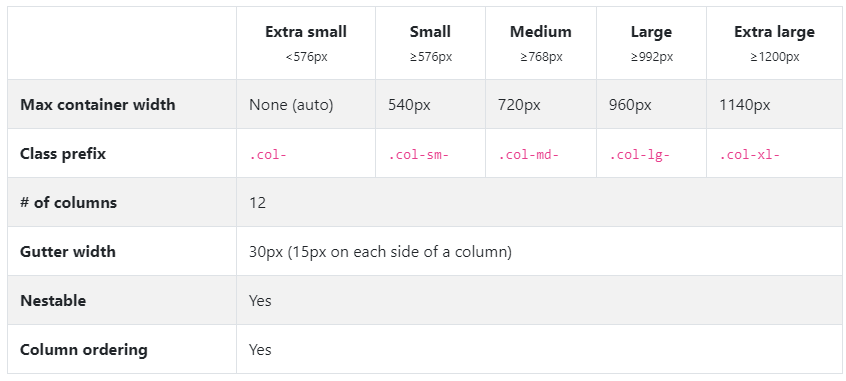 Extra small Small Medium Large Extra large
<576px ≥576px ≥768px ≥992px ≥1200px
Max container width None (auto) 540px 720px 960px 1140px
Class prefix .col- .col-sm- .col-md- .col-lg- .col-xl-
# of columns 12
Gutter width 30px (15px on each side of a column)
Nestable Yes
Column ordering Yes